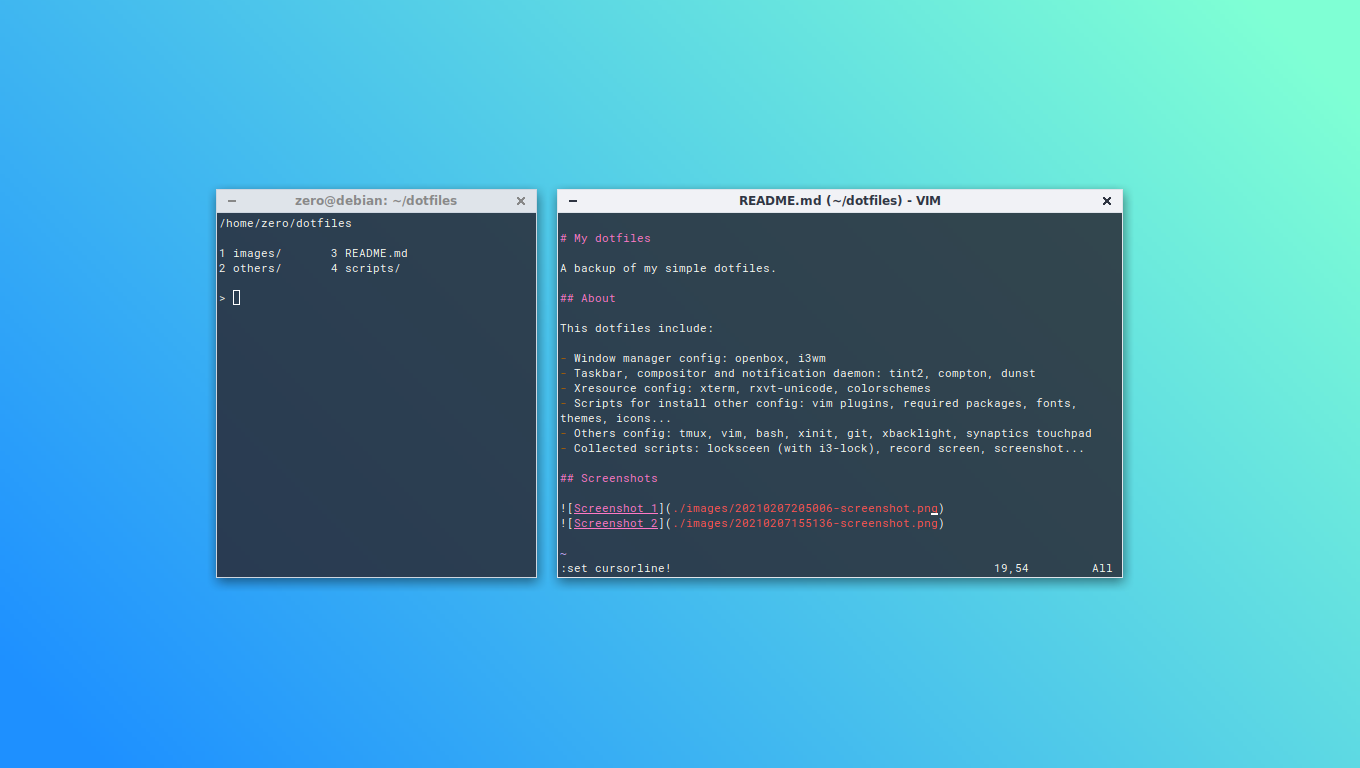 zero@debian: ~/dotfiles
/home/zero/dotfiles
1 images/ 3 README.md
2 others/ 4 scripts/
>
README.md (~/dotfiles) - VIM
# My dotfiles
A backup of my simple dotfiles.
## About
This dotfiles include:
- Window manager config: openbox, i3wm
- Taskbar, compositor and notification daemon: tint2, compton, dunst
- Xresource config: xterm, rxvt-unicode, colorschemes
- Scripts for install other config: vim plugins, required packages, fonts,
themes, icons...
- Others config: tmux, vim, bash, xinit, git, xbacklight, synaptics touchpad
- Collected scripts: locksceen (with i3-lock), record screen, screenshot...
## Screenshots
![Screenshot 1](./images/20210207205006-screenshot.png)
![Screenshot 2](./images/20210207155136-screenshot.png)
~
:set cursorline! 19,54 All